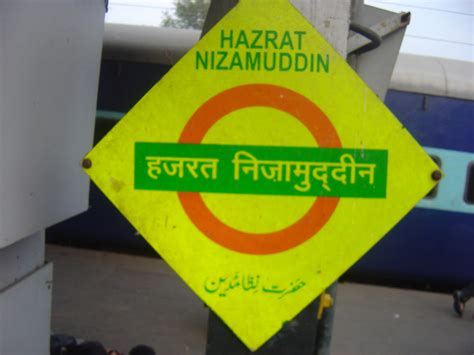 HAZRAT
NIZAMUDDIN
हजरत निजामुद्दीन
حضرت نظام الدین